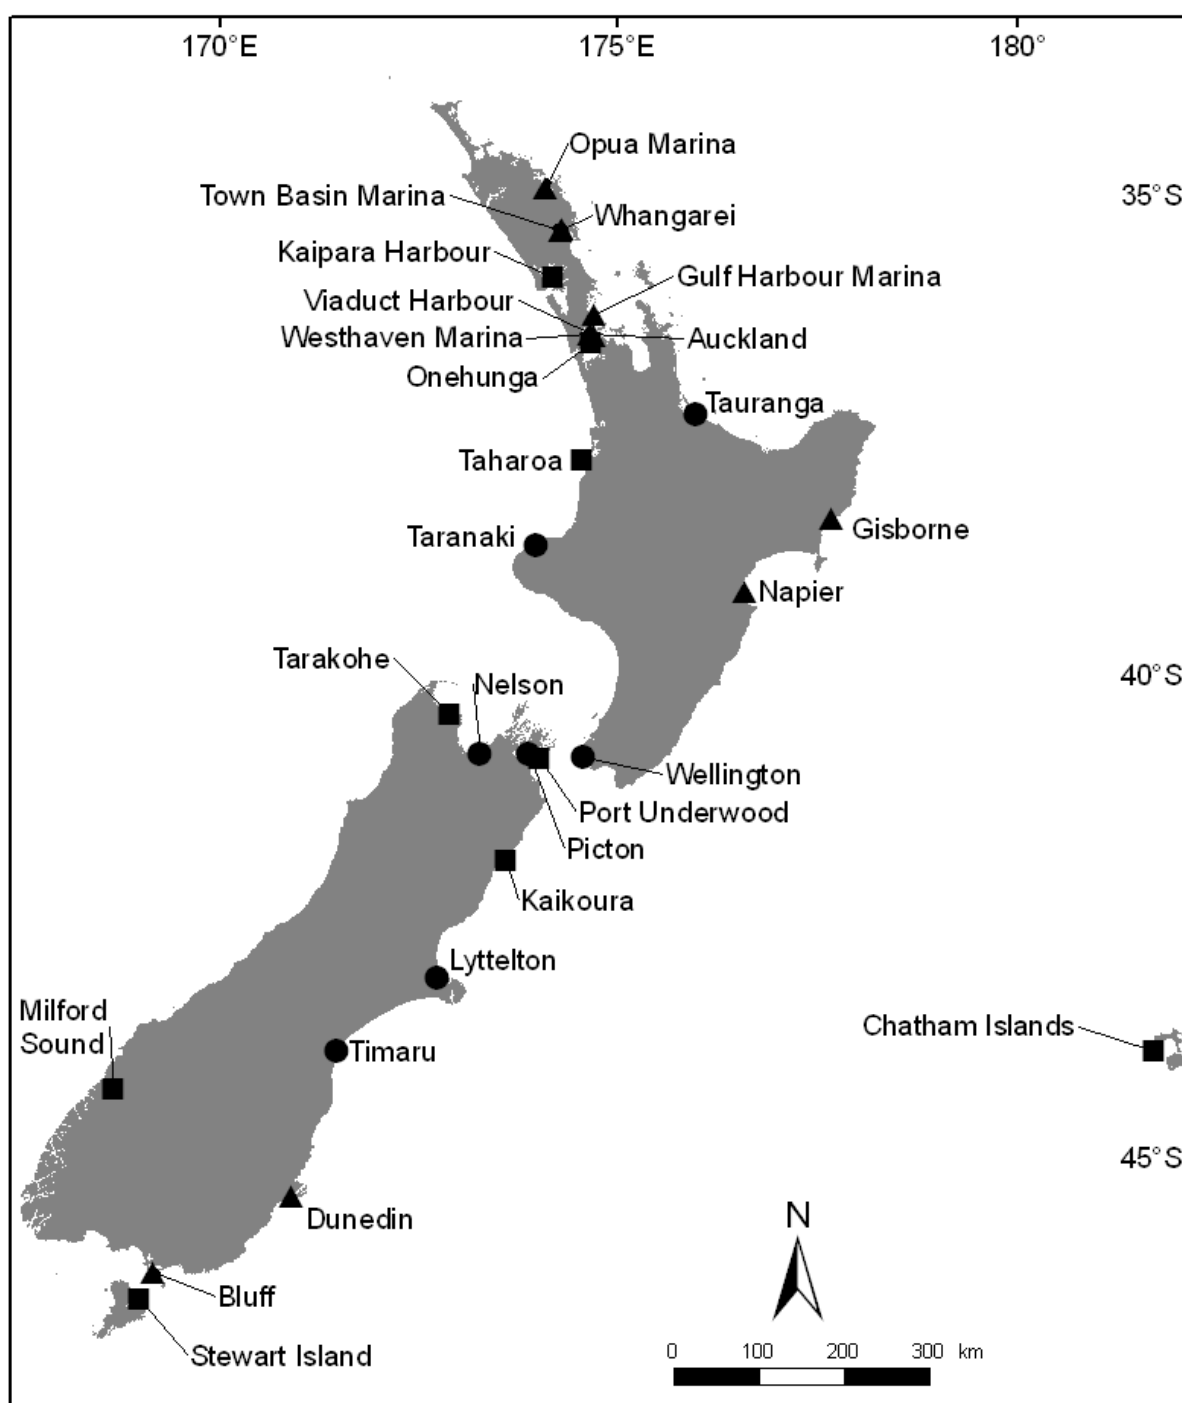 170°E 175°E 180°
Opua Marina
35°S
Town Basin Marina
Whangarei
Kaipara Harbour
Gulf Harbour Marina
Viaduct Harbour
Westhaven Marina
Auckland
Onehunga
Tauranga
Taharoa
Gisborne
Taranaki
Napier
Tarakohe
40°S
Nelson
Wellington
Port Underwood
Picton
Kaikoura
Lyttelton
Milford
Sound
Chatham Islands
Timaru
45°S
Dunedin
N
Bluff
Stewart Island
0 100 200 300 km